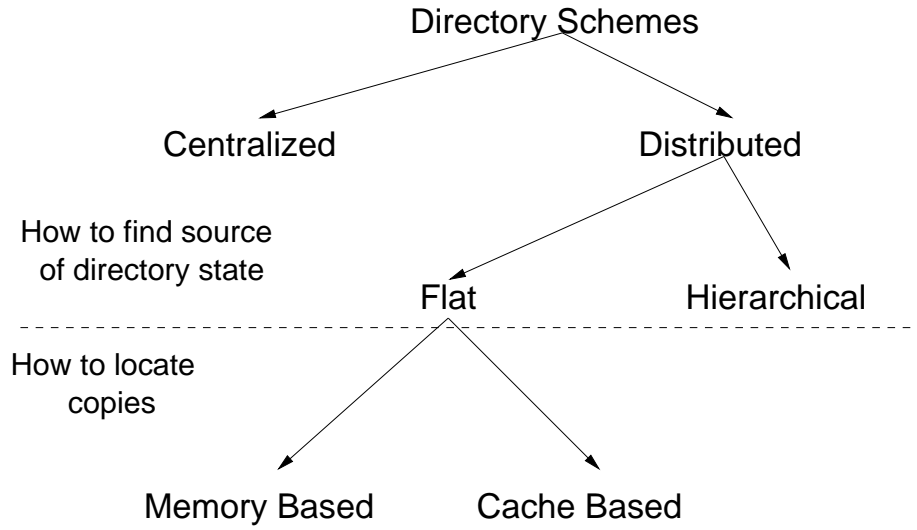 Directory Schemes
Centralized
Distributed
How to find source
of directory state
Flat
Hierarchical
How to locate
copies
Memory Based
Cache Based